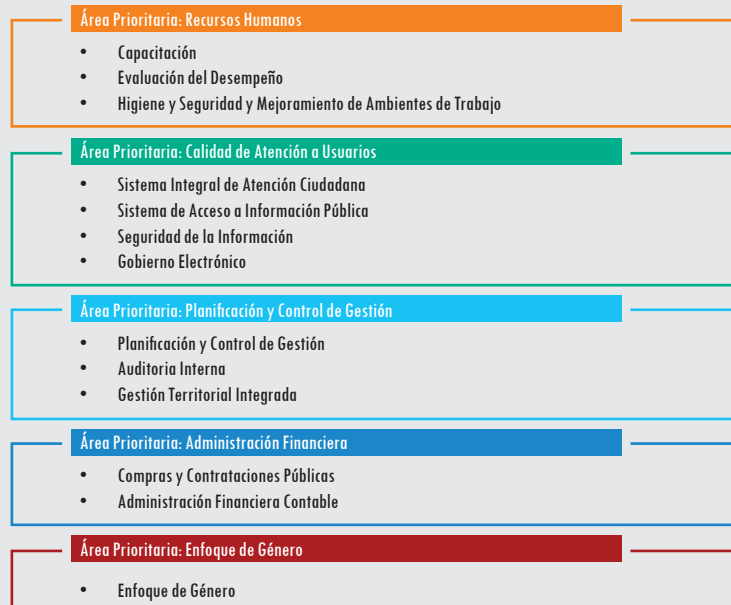 Área Prioritaria: Recursos Humanos
• Capacitación
• Evaluación del Desempeño
• Higiene y Seguridad y Mejoramiento de Ambientes de Trabajo
Área Prioritaria: Calidad de Atención a Usuarios
• Sistema Integral de Atención Ciudadana
• Sistema de Acceso a Información Pública
• Seguridad de la Información
• Gobierno Electrónico
Área Prioritaria: Planificación y Control de Gestión
• Planificación y Control de Gestión
• Auditoria Interna
• Gestión Territorial Integrada
Área Prioritaria: Administración Financiera
• Compras y Contrataciones Públicas
• Administración Financiera Contable
Área Prioritaria: Enfoque de Género
• Enfoque de Género